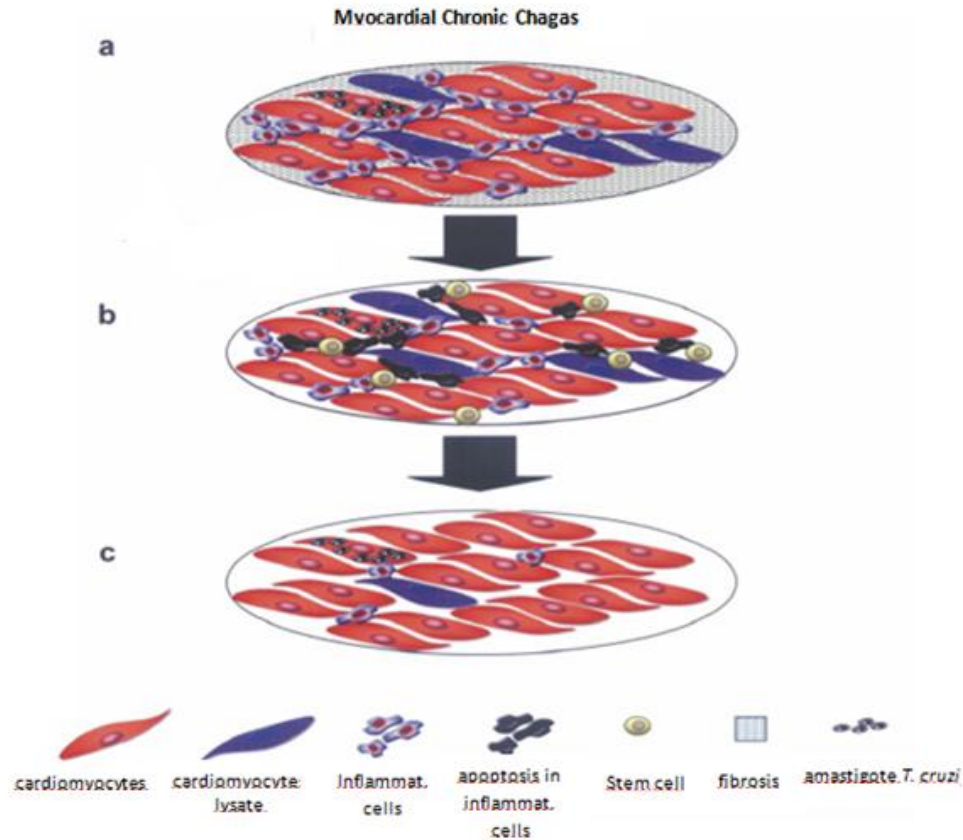 Myocardial Chronic Chagas
a
b
c
cardiomyocytes
cardiomyocyte
lysate.
Inflammat.
cells
apoptosis in
inflammat.
cells
Stem cell
fibrosis
amastigote T. cruzi